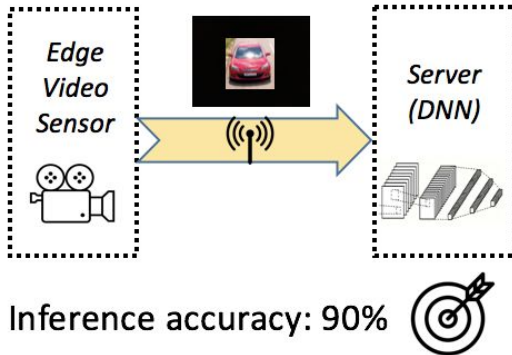 Edge
Video
Sensor
Server
(DNN)
Inference accuracy: 90%